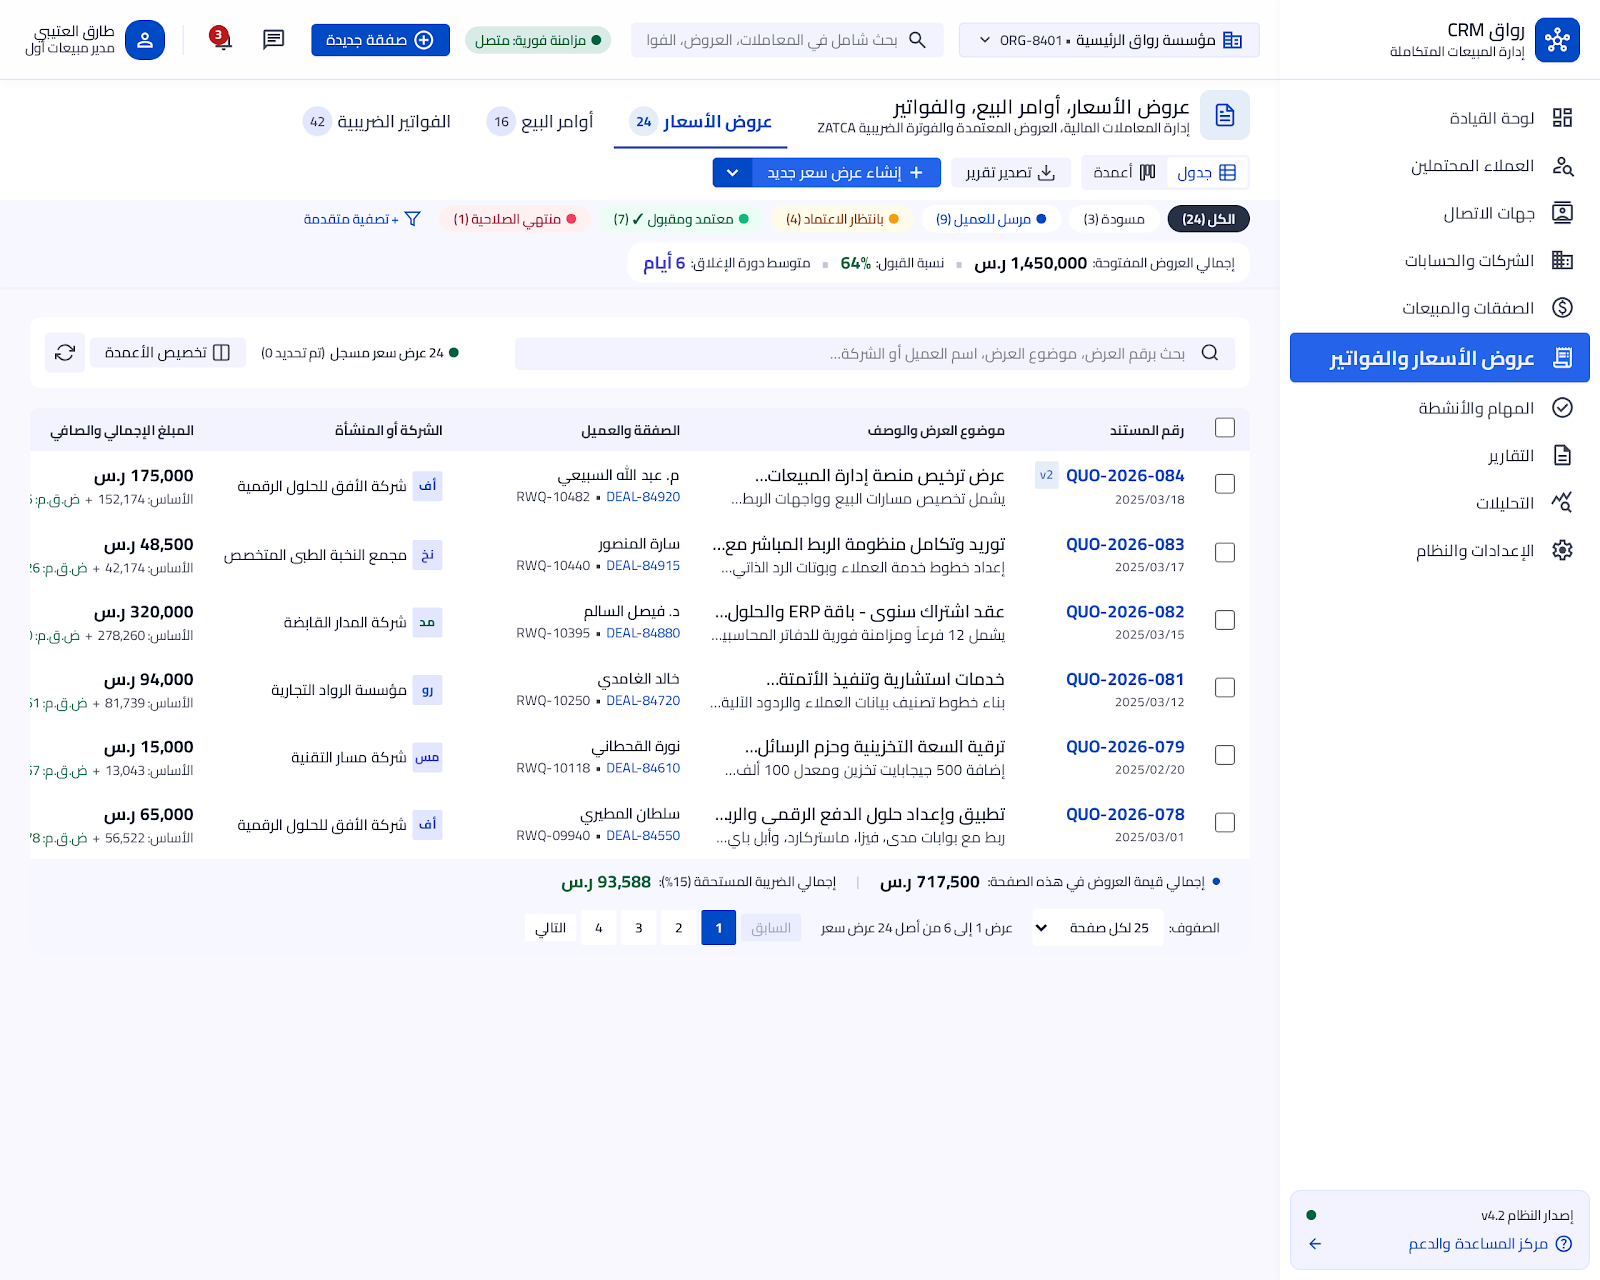 رواق CRM
إدارة المبيعات المتكاملة
مؤسسة رواق الرئيسية • ORG-8401
بحث شامل في المعاملات، العروض، الفوا
مزامنة فورية: متصل
صفقة جديدة
3
طارق العتيبي
مدير مبيعات أول
لوحة القيادة
العملاء المحتملين
جهات الاتصال
الشركات والحسابات
الصفقات والمبيعات
عروض الأسعار والفواتير
المهام والأنشطة
التقارير
التحليلات
الإعدادات والنظام
إصدار النظام v4.2
مركز المساعدة والدعم
عروض الأسعار، أوامر البيع، والفواتير
إدارة المعاملات المالية، العروض المعتمدة والفوترة الضريبية ZATCA
عروض الأسعار 24
أوامر البيع 16
الفواتير الضريبية 42
جدول
أعمدة
تصدير تقرير
إنشاء عرض سعر جديد
الكل (24)
مسودة (3)
مرسل للعميل (9)
بانتظار الاعتماد (4)
معتمد ومقبول ✓ (7)
منتهي الصلاحية (1)
+ تصفية متقدمة
إجمالي العروض المفتوحة: 1,450,000 ر.س
نسبة القبول: 64%
متوسط دورة الإغلاق: 6 أيام
بحث برقم العرض، موضوع العرض، اسم العميل أو الشركة...
24 عرض سعر مسجل (تم تحديد 0)
تخصيص الأعمدة
رقم المستند	موضوع العرض والوصف	الصفقة والعميل	الشركة أو المنشأة	المبلغ الإجمالي والصافي
QUO-2026-084 v2
2025/03/18
عرض ترخيص منصة إدارة المبيعات...
يشمل تخصيص مسارات البيع وواجهات الربط...
م. عبد الله السبيعي
DEAL-84920 • RWQ-10482
أف شركة الأفق للحلول الرقمية
175,000 ر.س
الأساس: 152,174 + ض.ق.م:
QUO-2026-083
2025/03/17
توريد وتكامل منظومة الربط المباشر مع...
إعداد خطوط خدمة العملاء وبوتات الرد الذاتي...
سارة المنصور
DEAL-84915 • RWQ-10440
نخ مجمع النخبة الطبي المتخصص
48,500 ر.س
الأساس: 42,174 + ض.ق.م: 26
QUO-2026-082
2025/03/15
عقد اشتراك سنوي - باقة ERP والحلول...
يشمل 12 فرعاً ومزامنة فورية للدفاتر المحاسبي...
د. فيصل السالم
DEAL-84880 • RWQ-10395
مد شركة المدار القابضة
320,000 ر.س
الأساس: 278,260 + ض.ق.م:
QUO-2026-081
2025/03/12
خدمات استشارية وتنفيذ الأتمتة...
بناء خطوط تصنيف بيانات العملاء والردود الآلية...
خالد الغامدي
DEAL-84720 • RWQ-10250
رو مؤسسة الرواد التجارية
94,000 ر.س
الأساس: 81,739 + ض.ق.م: 61
QUO-2026-079
2025/02/20
ترقية السعة التخزينية وحزم الرسائل...
إضافة 500 جيجابايت تخزين ومعدل 100 ألف...
نورة القحطاني
DEAL-84610 • RWQ-10118
مس شركة مسار التقنية
15,000 ر.س
الأساس: 13,043 + ض.ق.م: 57
QUO-2026-078
2025/03/01
تطبيق وإعداد حلول الدفع الرقمي والرب...
ربط مع بوابات مدى، فيزا، ماستركارد، وأبل باي...
سلطان المطيري
DEAL-84550 • RWQ-09940
أف شركة الأفق للحلول الرقمية
65,000 ر.س
الأساس: 56,522 + ض.ق.م: 78
إجمالي قيمة العروض في هذه الصفحة: 717,500 ر.س | إجمالي الضريبة المستحقة (15%): 93,588 ر.س
الصفوف: 25 لكل صفحة
عرض 1 إلى 6 من أصل 24 عرض سعر
السابق 1 2 3 4 التالي